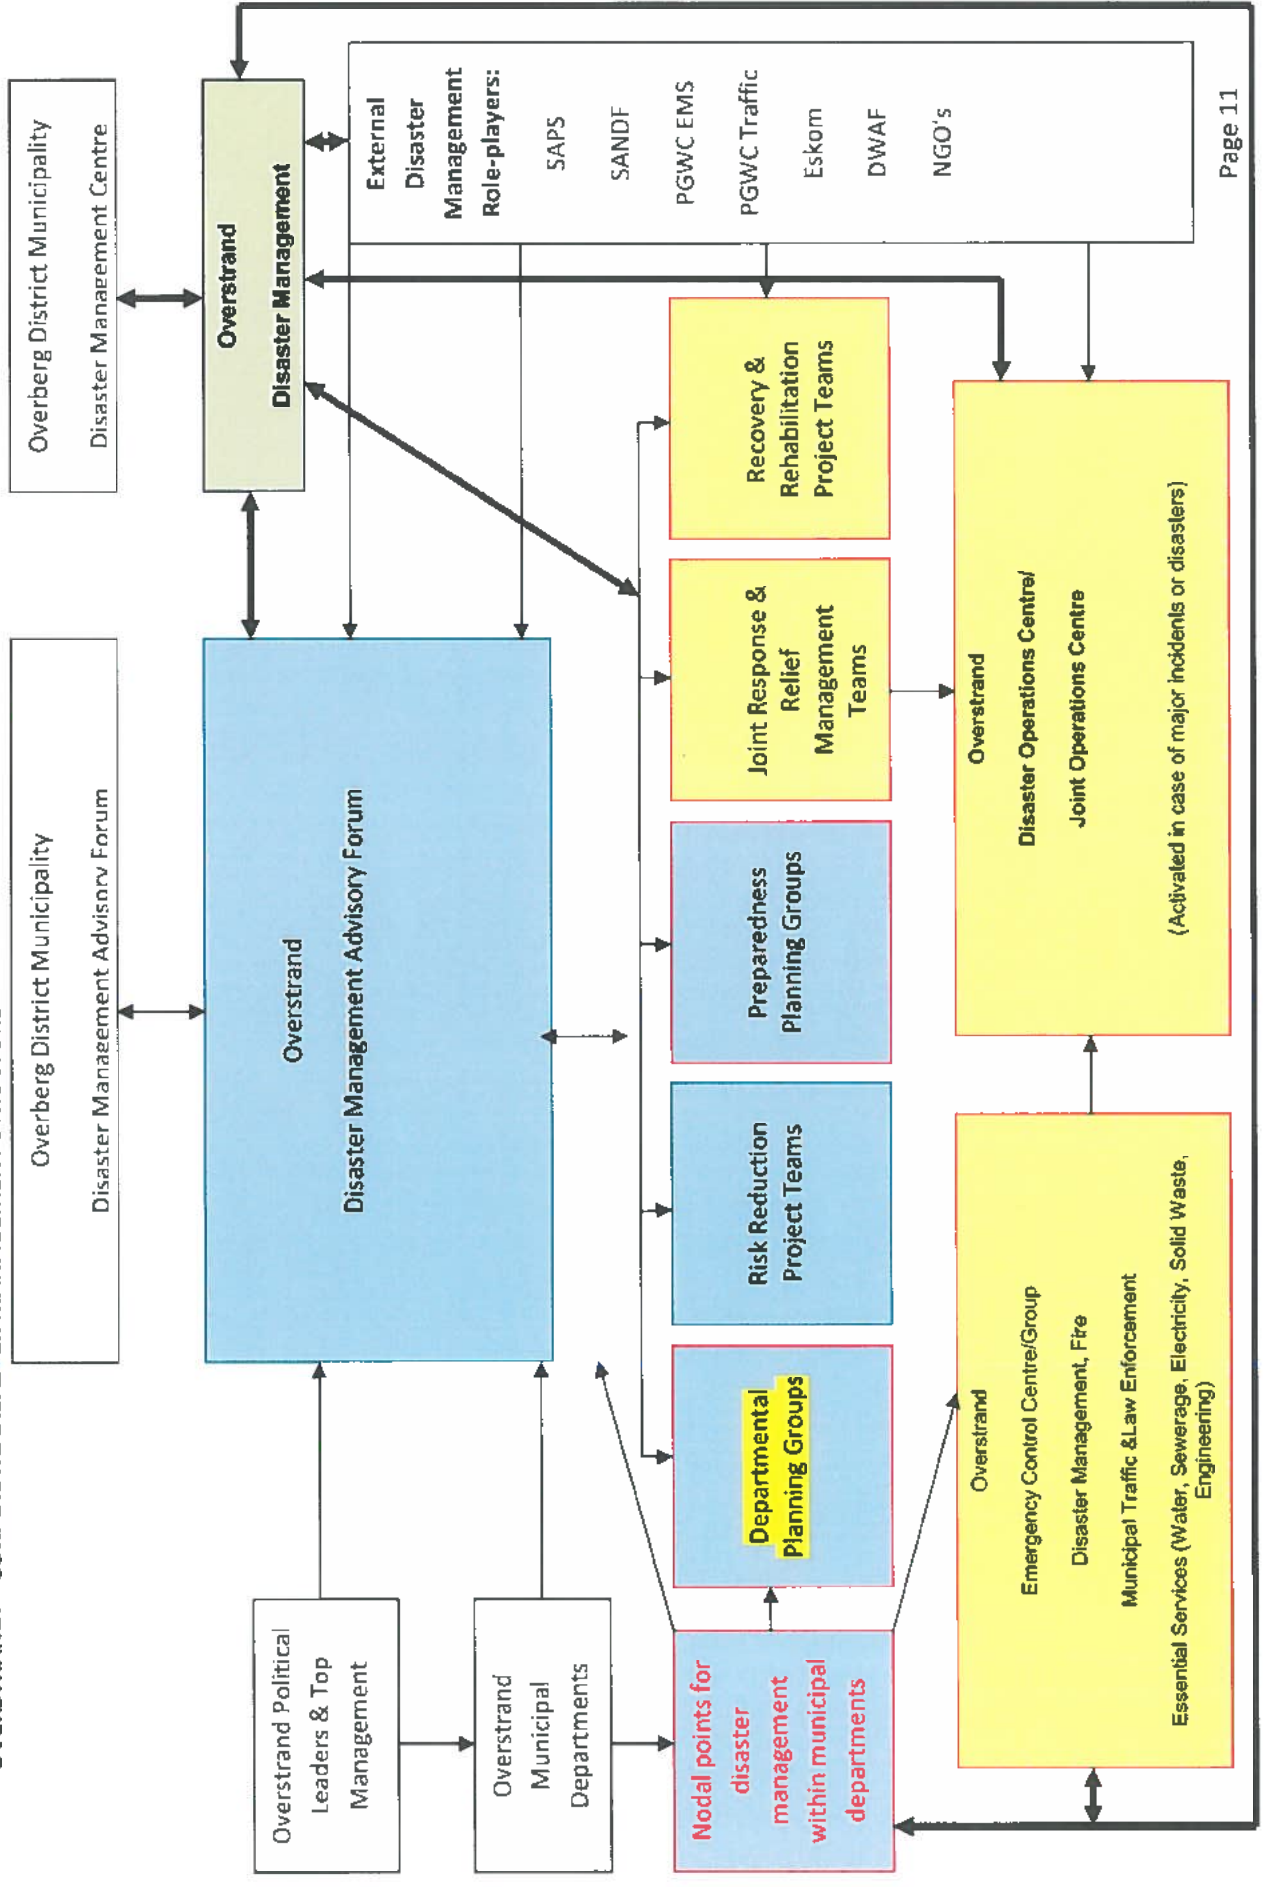 Overberg District Municipality
Disaster Management Advisory Forum
Overberg District Municipality
Disaster Management Centre
Overstrand
Disaster Management Advisory Forum
Overstrand
Disaster Management
Overstrand Political
Leaders & Top
Management
Overstrand
Municipal
Departments
External
Disaster
Management
Role-players:
SAPS
SANDF
PGWC EMS
PGWC Traffic
Eskom
DWAF
NGO's
Nodal points for
disaster
management
within municipal
departments
Departmental
Planning Groups
Risk Reduction
Project Teams
Preparedness
Planning Groups
Joint Response &
Relief
Management
Teams
Recovery &
Rehabilitation
Project Teams
Overstrand
Emergency Control Centre/Group
Disaster Management, Fire
Municipal Traffic &Law Enforcement
Essential Services (Water, Sewerage, Electricity, Solid Waste,
Engineering)
Overstrand
Disaster Operations Centre/
Joint Operations Centre
(Activated in case of major incidents or disasters)
Page 11